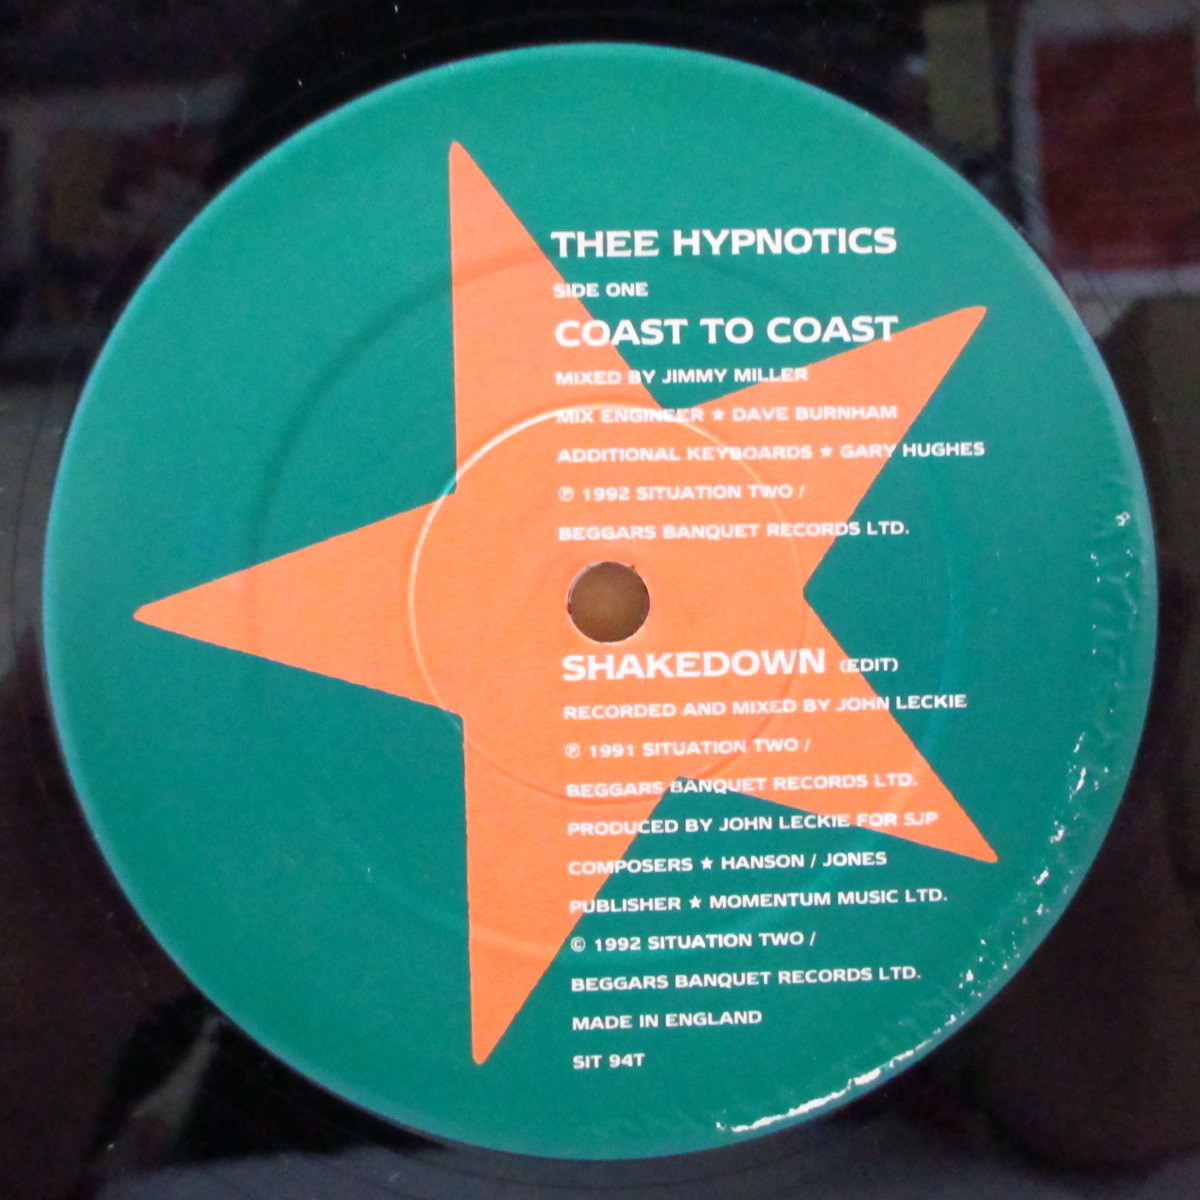 THEE HYPNOTICS
SIDE ONE
COAST TO COAST
MIXED BY JIMMY MILLER
MIX ENGINEER ★ DAVE BURNHAM
ADDITIONAL KEYBOARDS ★ GARY HUGHES
℗ 1992 SITUATION TWO /
BEGGARS BANQUET RECORDS LTD.
SHAKEDOWN (EDIT)
RECORDED AND MIXED BY JOHN LECKIE
℗ 1991 SITUATION TWO /
BEGGARS BANQUET RECORDS LTD.
PRODUCED BY JOHN LECKIE FOR SJP
COMPOSERS ★ HANSON / JONES
PUBLISHER ★ MOMENTUM MUSIC LTD.
© 1992 SITUATION TWO /
BEGGARS BANQUET RECORDS LTD.
MADE IN ENGLAND
SIT 94T